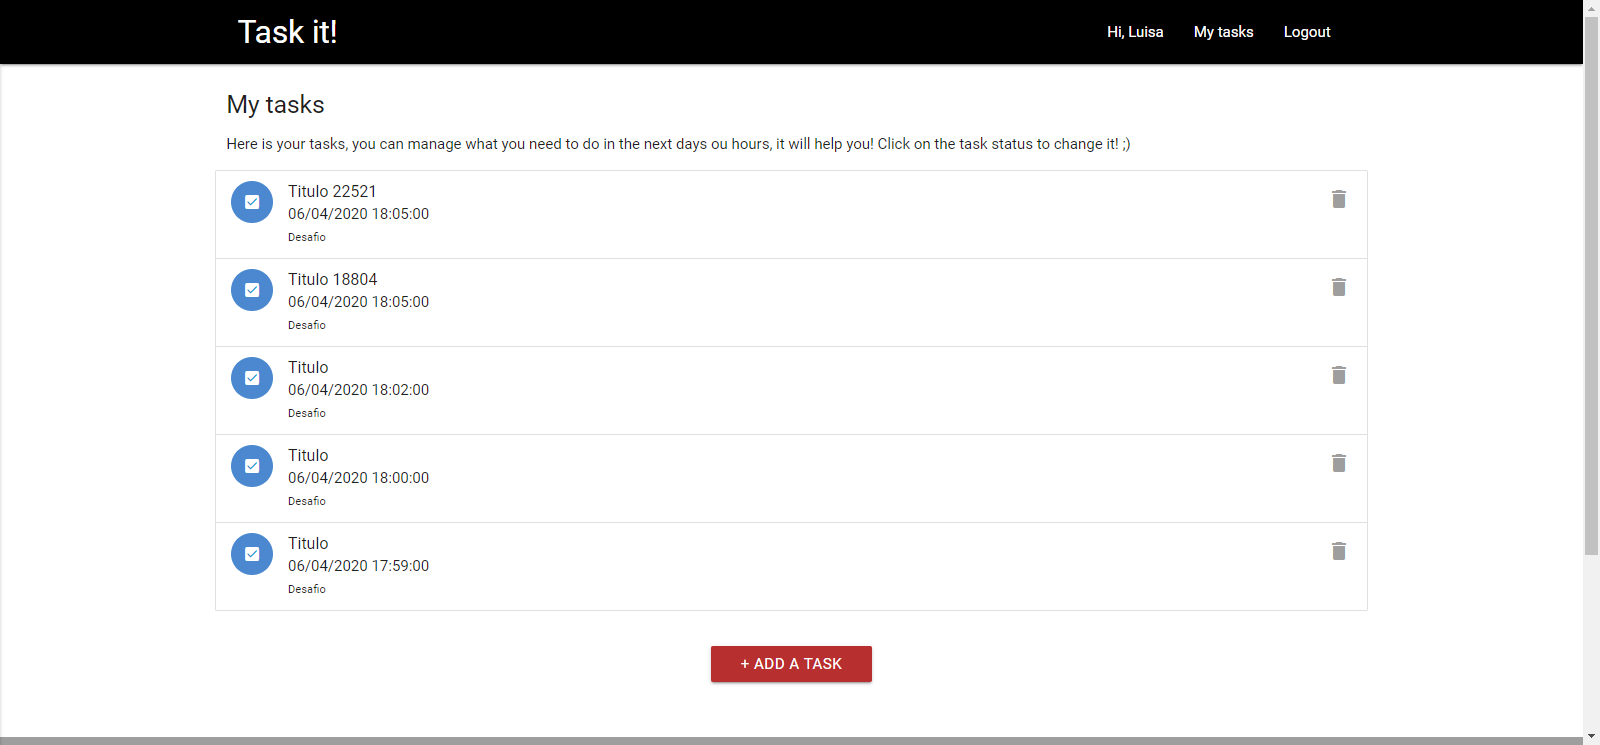 Task it!
Hi, Luisa
My tasks
Logout
My tasks
Here is your tasks, you can manage what you need to do in the next days ou hours, it will help you! Click on the task status to change it! ;)
Titulo 22521
06/04/2020 18:05:00
Desafio
Titulo 18804
06/04/2020 18:05:00
Desafio
Titulo
06/04/2020 18:02:00
Desafio
Titulo
06/04/2020 18:00:00
Desafio
Titulo
06/04/2020 17:59:00
Desafio
+ ADD A TASK